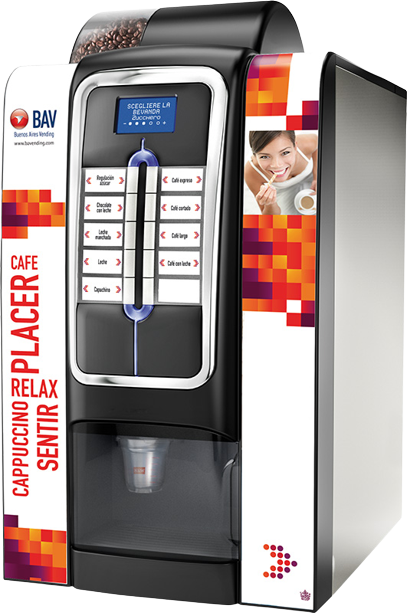 BAV
Buenos Aires Vending
www.bavending.com
SCEGLIERE LA
BEVANDA
Zucchero
Regulación
azúcar
Café express
Chocolate
con leche
Café cortado
Leche
manchada
Café largo
Leche
Café con leche
Capuchino
CAFE
PLACER
RELAX
CAPPUCCINO
SENTIR